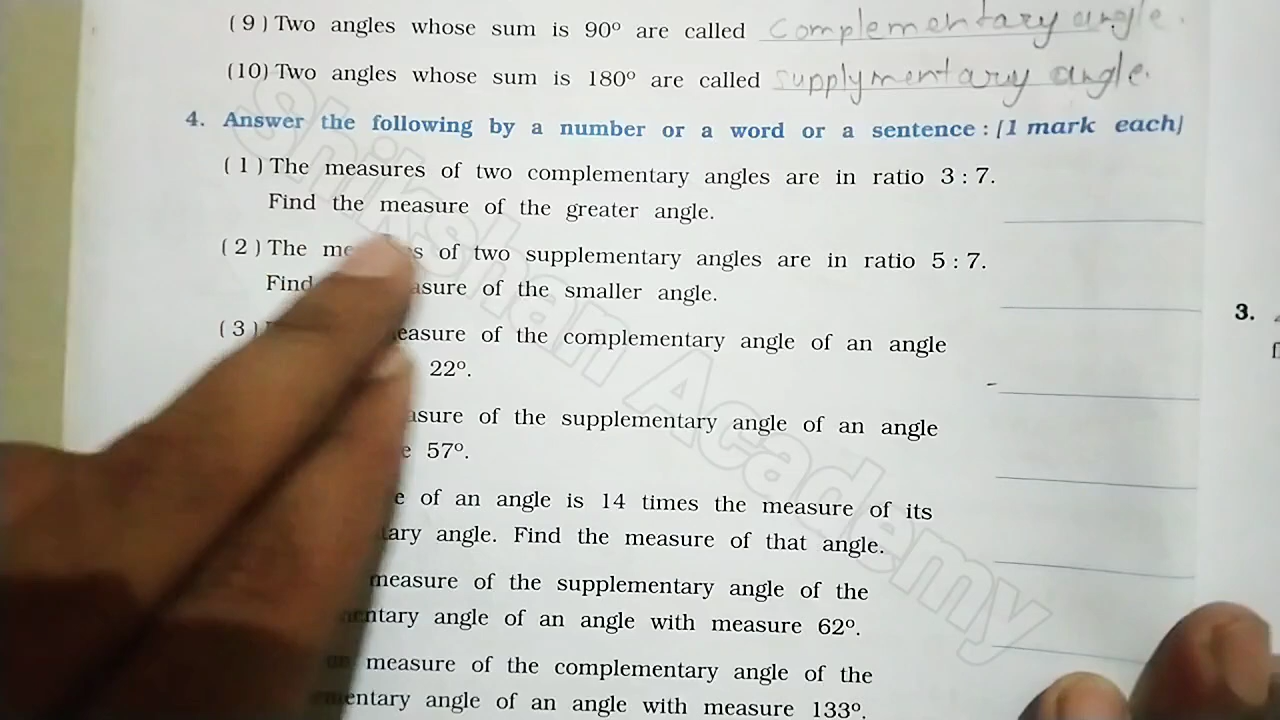 (9) Two angles whose sum is 90° are called complementary angle.
(10) Two angles whose sum is 180° are called supplymentary angle.
4. Answer the following by a number or a word or a sentence : [1 mark each]
(1) The measures of two complementary angles are in ratio 3 : 7.
Find the measure of the greater angle.
(2) The of two supplementary angles are in ratio 5 : 7.
Find of the smaller angle.
(3) of the complementary angle of an angle
22°.
3.
of the supplementary angle of an angle
57°.
of an angle is 14 times the measure of its
angle. Find the measure of that angle.
measure of the supplementary angle of the
angle of an angle with measure 62°.
measure of the complementary angle of the
angle of an angle with measure 133°.
Shikshan Academy